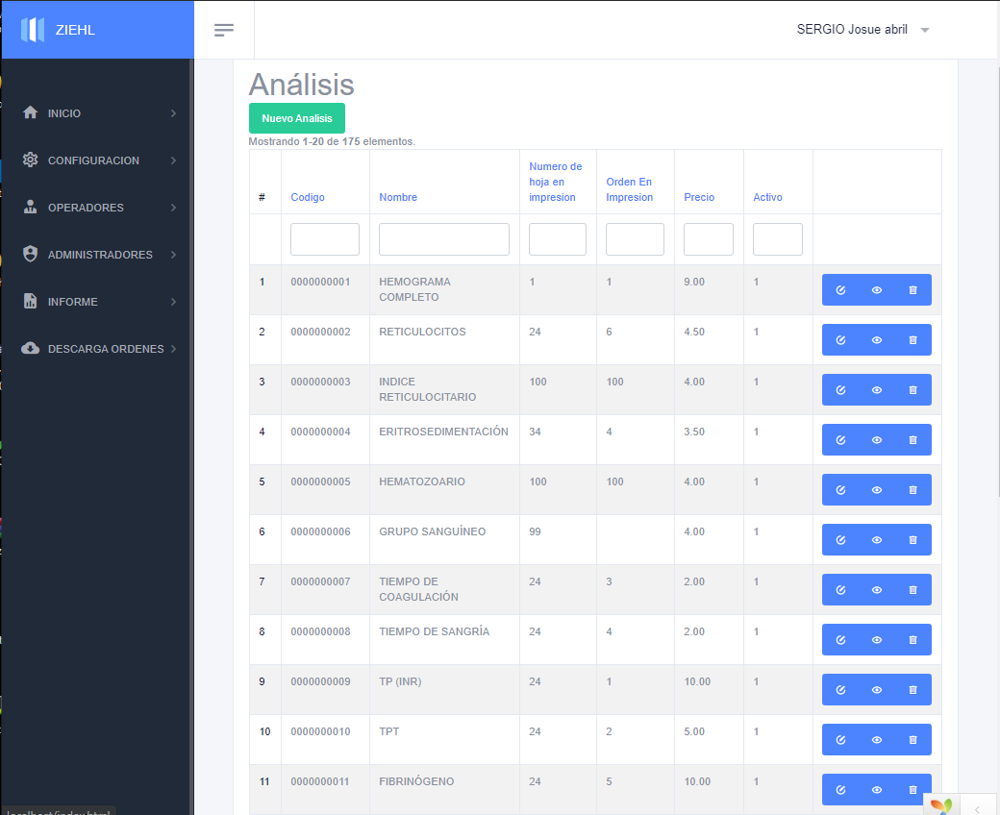 ZIEHL
SERGIO Josue abril
INICIO
CONFIGURACION
OPERADORES
ADMINISTRADORES
INFORME
DESCARGA ORDENES
Análisis
Nuevo Analisis
Mostrando 1-20 de 175 elementos.
# Codigo Nombre Numero de hoja en impresion Orden En Impresion Precio Activo
1 0000000001 HEMOGRAMA COMPLETO 1 1 9.00 1
2 0000000002 RETICULOCITOS 24 6 4.50 1
3 0000000003 INDICE RETICULOCITARIO 100 100 4.00 1
4 0000000004 ERITROSEDIMENTACIÓN 34 4 3.50 1
5 0000000005 HEMATOZOARIO 100 100 4.00 1
6 0000000006 GRUPO SANGUÍNEO 99 4.00 1
7 0000000007 TIEMPO DE COAGULACIÓN 24 3 2.00 1
8 0000000008 TIEMPO DE SANGRÍA 24 4 2.00 1
9 0000000009 TP (INR) 24 1 10.00 1
10 0000000010 TPT 24 2 5.00 1
11 0000000011 FIBRINÓGENO 24 5 10.00 1
localhost/index.html